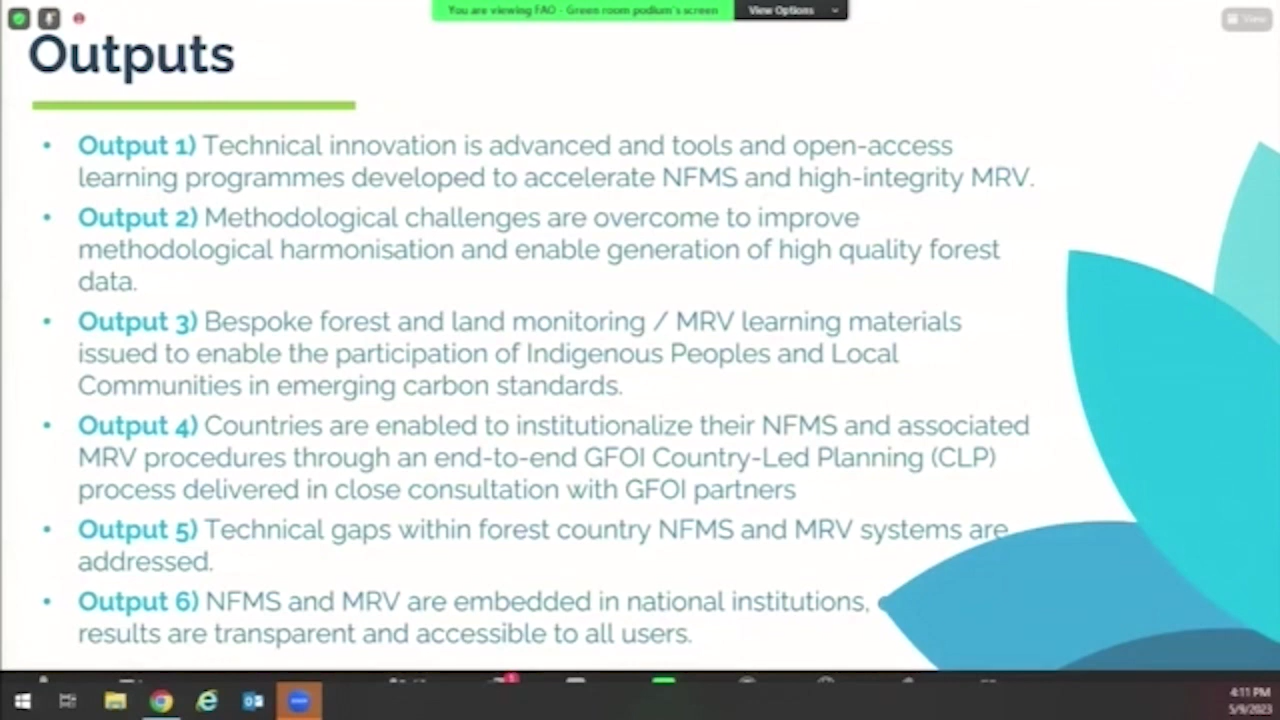 You are viewing FAO - Green room podium's screen
View Options
View
Outputs
• Output 1) Technical innovation is advanced and tools and open-access
learning programmes developed to accelerate NFMS and high-integrity MRV.
• Output 2) Methodological challenges are overcome to improve
methodological harmonisation and enable generation of high quality forest
data.
• Output 3) Bespoke forest and land monitoring / MRV learning materials
issued to enable the participation of Indigenous Peoples and Local
Communities in emerging carbon standards.
• Output 4) Countries are enabled to institutionalize their NFMS and associated
MRV procedures through an end-to-end GFOI Country-Led Planning (CLP)
process delivered in close consultation with GFOI partners
• Output 5) Technical gaps within forest country NFMS and MRV systems are
addressed.
• Output 6) NFMS and MRV are embedded in national institutions,
results are transparent and accessible to all users.
4:11 PM
5/9/2023